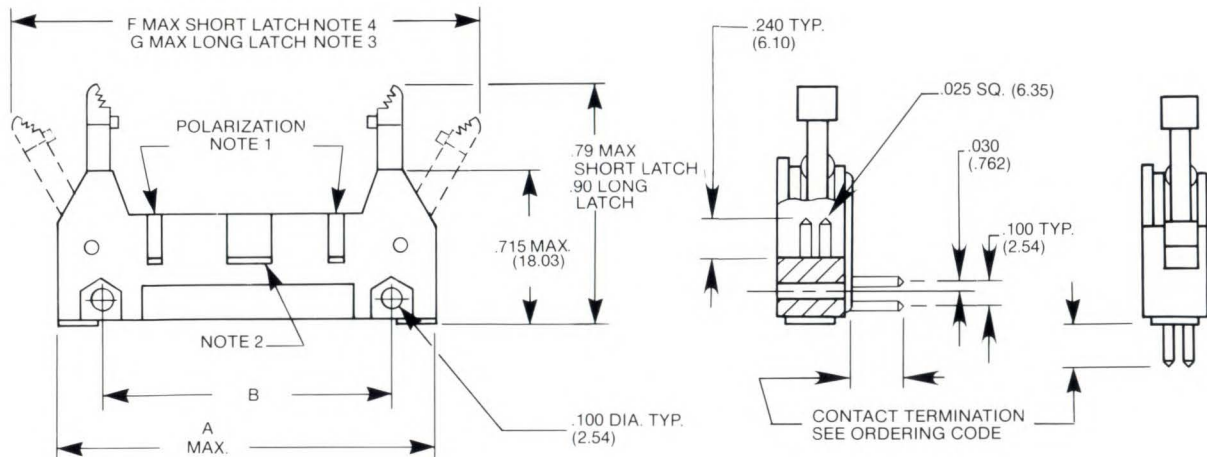 F MAX SHORT LATCH NOTE 4
G MAX LONG LATCH NOTE 3
POLARIZATION
NOTE 1
.79 MAX
SHORT LATCH
.90 LONG
LATCH
.715 MAX.
(18.03)
NOTE 2
B
A
MAX.
.100 DIA. TYP.
(2.54)
.240 TYP.
(6.10)
.025 SQ. (6.35)
.030
(.762)
.100 TYP.
(2.54)
CONTACT TERMINATION
SEE ORDERING CODE